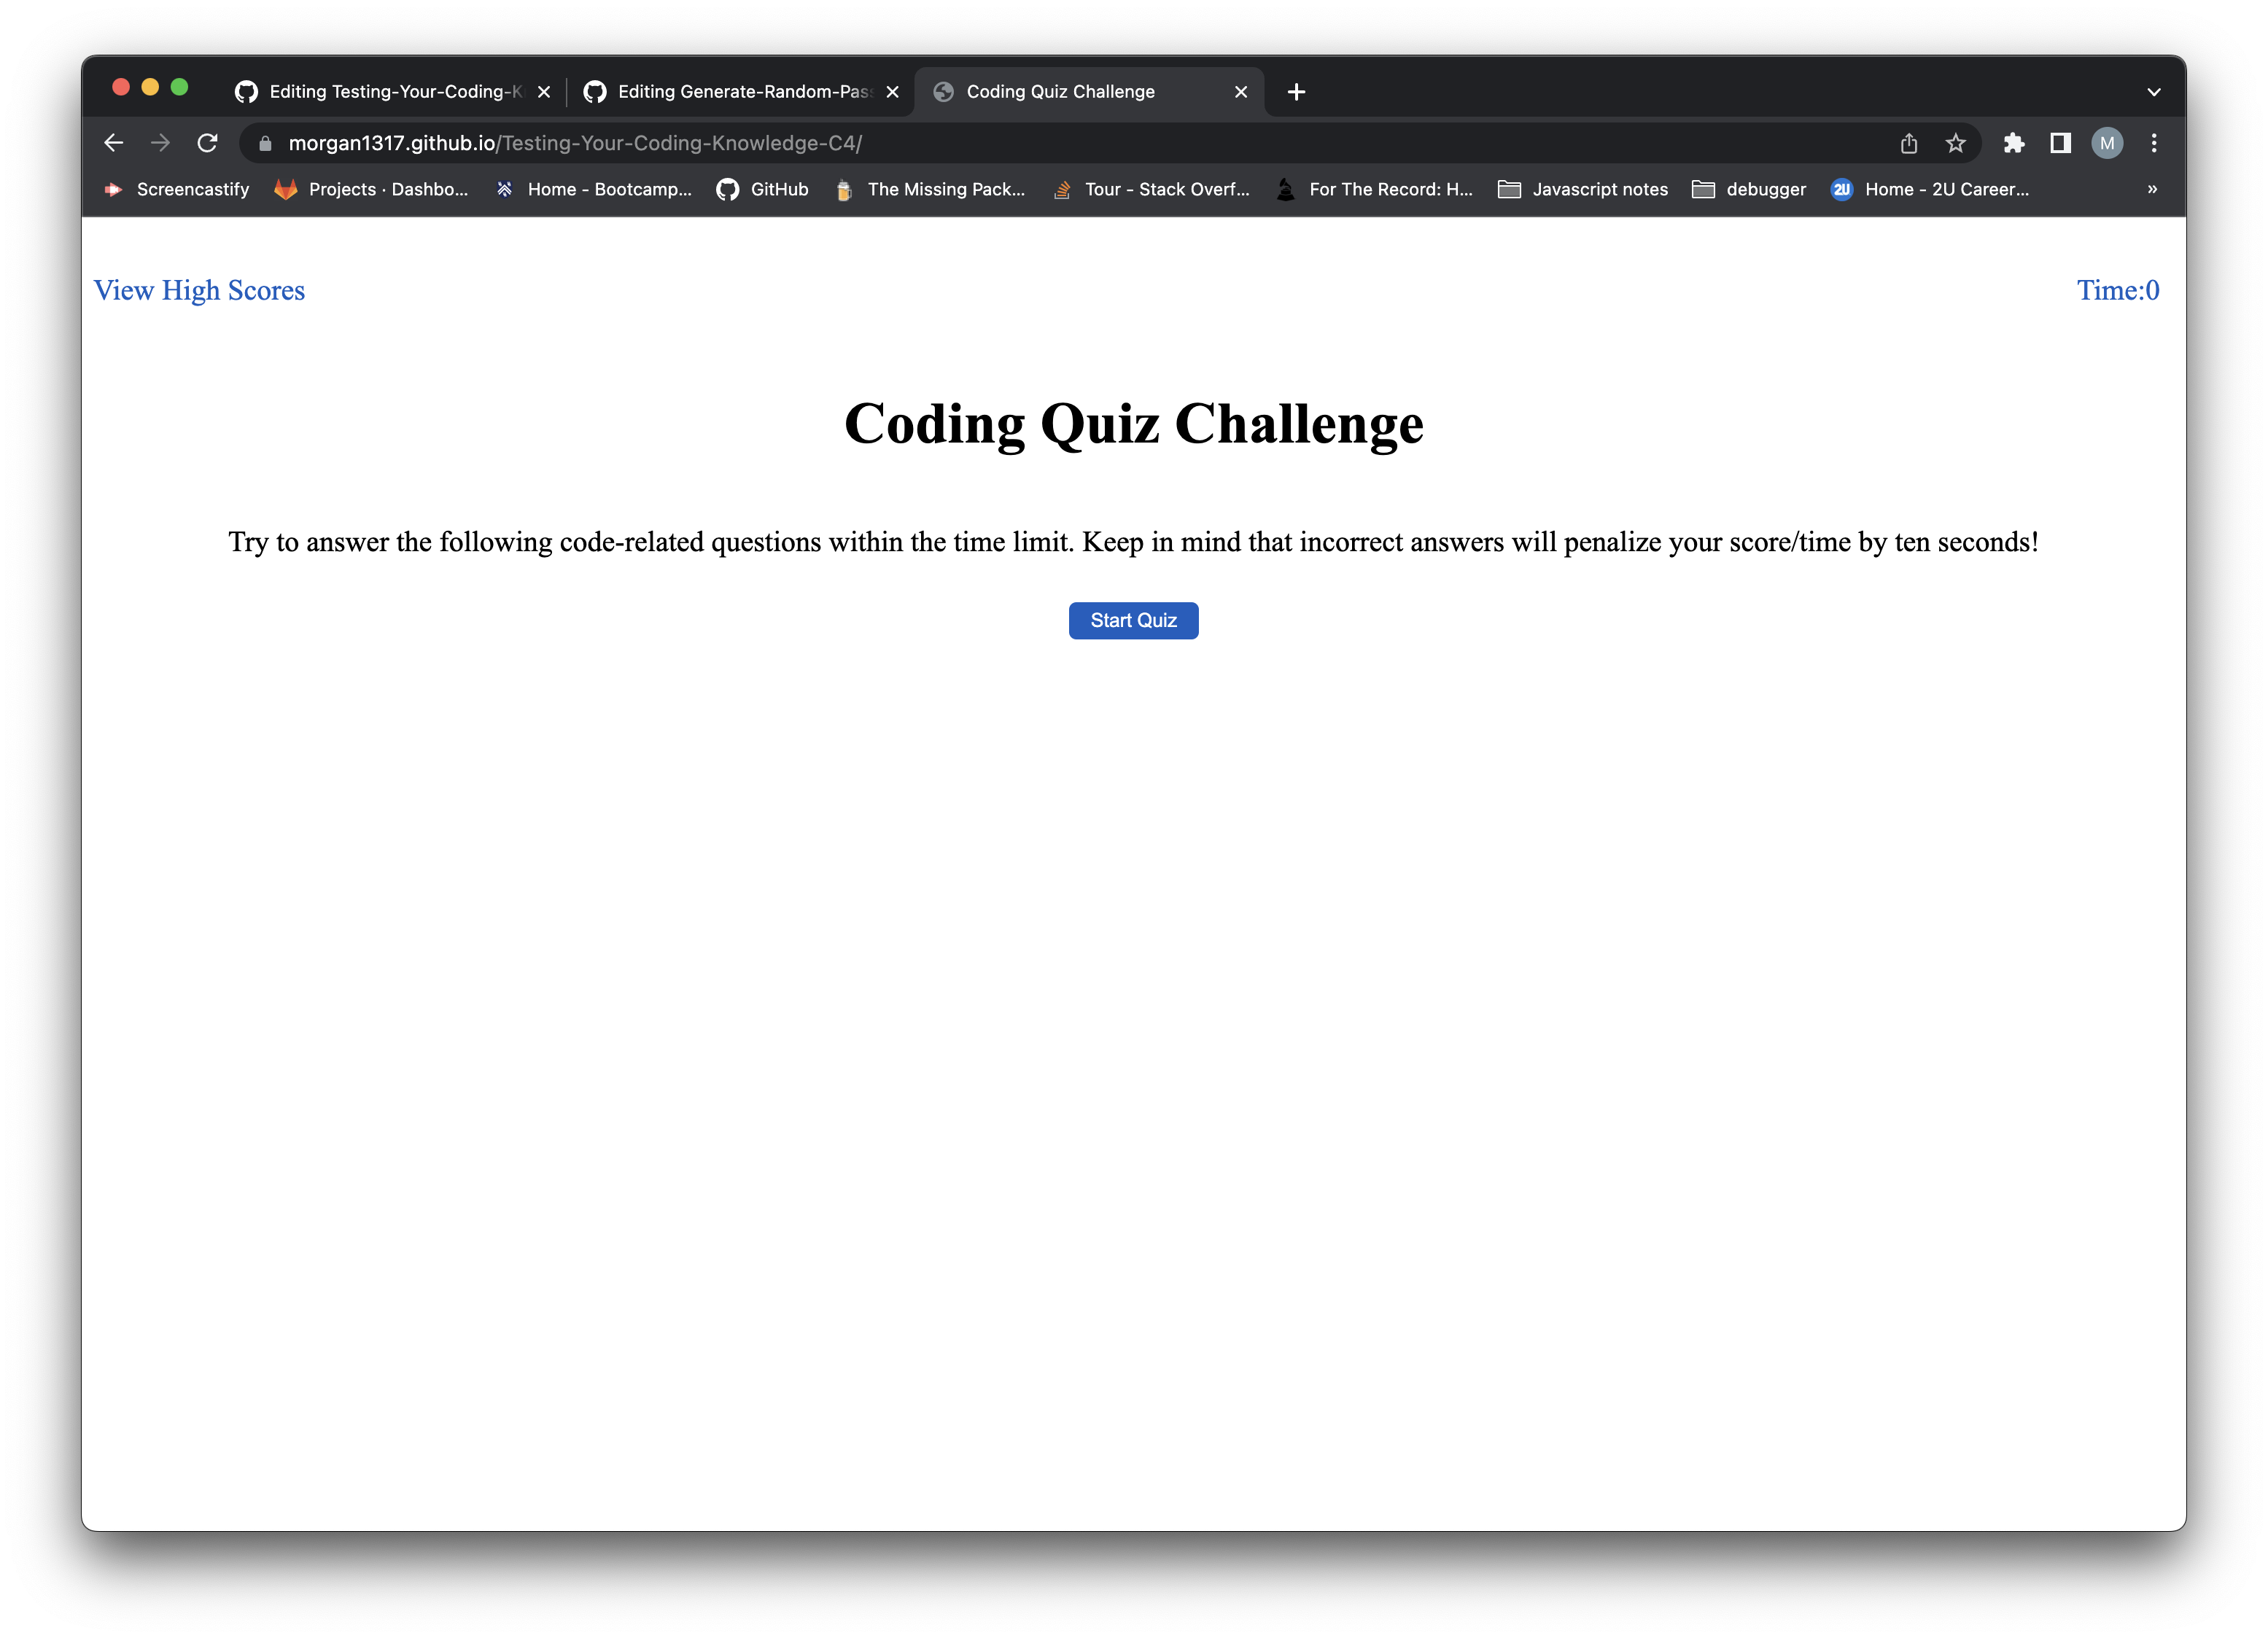 Editing Testing-Your-Coding-K
Editing Generate-Random-Pas
Coding Quiz Challenge
morgan1317.github.io/Testing-Your-Coding-Knowledge-C4/
M
Screencastify
Projects · Dashbo...
Home - Bootcamp...
GitHub
The Missing Pack...
Tour - Stack Overf...
For The Record: H...
Javascript notes
debugger
2U
Home - 2U Career...
»
View High Scores
Time:0
Coding Quiz Challenge
Try to answer the following code-related questions within the time limit. Keep in mind that incorrect answers will penalize your score/time by ten seconds!
Start Quiz